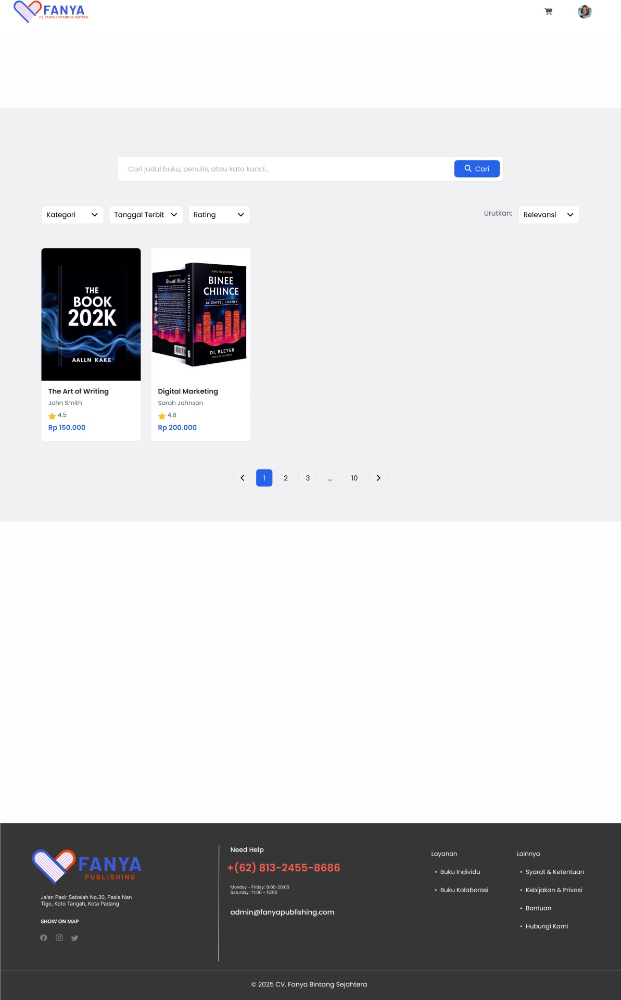 FANYA
CV. FANYA BINTANG SEJAHTERA
Cari judul buku, penulis, atau kata kunci...
Cari
Kategori
Tanggal Terbit
Rating
Urutkan:
Relevansi
THE
BOOK
202K
AALLN KAKE
AMU NESTUFER
BINEE
CHIINCE
MICHITEL LOANIY
DI. BLEYER
SPECIAL COLOMEN
The Art of Writing
John Smith
4.5
Rp 150.000
Digital Marketing
Sarah Johnson
4.8
Rp 200.000
1
2
3
...
10
FANYA
PUBLISHING
Jalan Pasir Sebelah No.30, Pasie Nan
Tigo, Koto Tangah, Kota Padang
SHOW ON MAP
Need Help
+(62) 813-2455-8686
Monday – Friday: 9:00-20:00
Saturday: 11:00 – 15:00
admin@fanyapublishing.com
Layanan
• Buku Individu
• Buku Kolaborasi
Lainnya
• Syarat & Ketentuan
• Kebijakan & Privasi
• Bantuan
• Hubungi Kami
© 2025 CV. Fanya Bintang Sejahtera